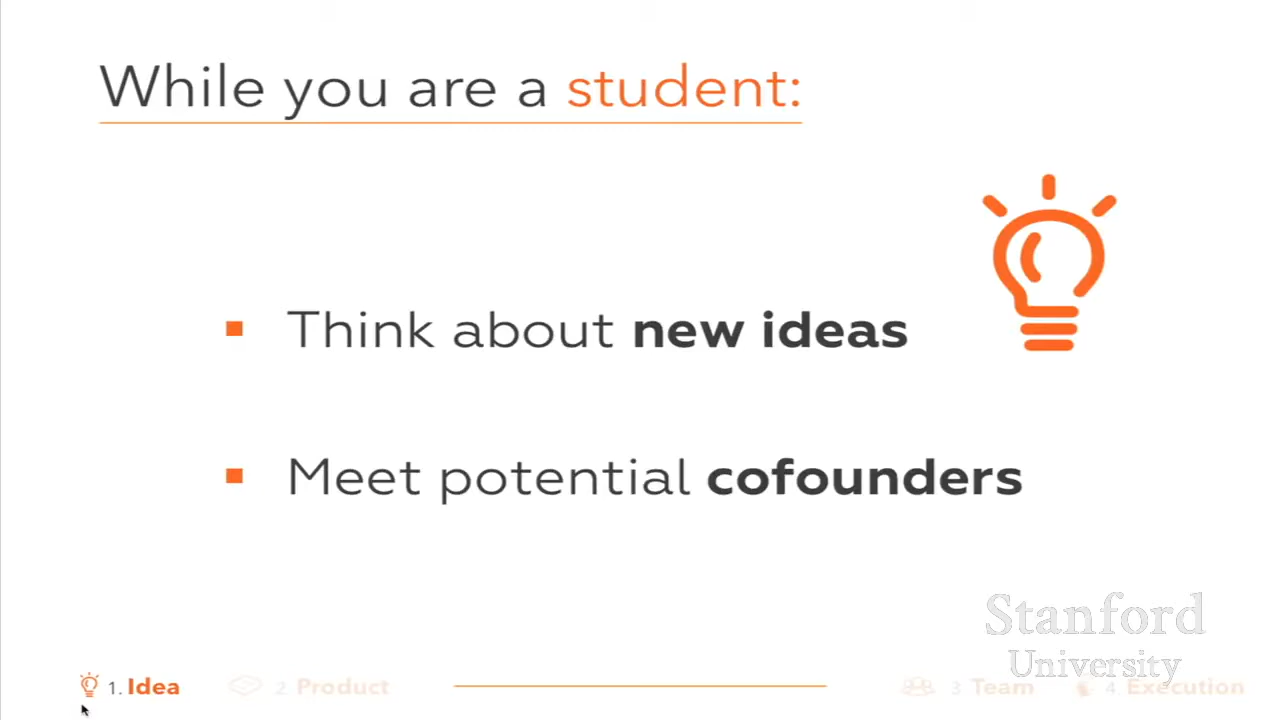 While you are a student:
Think about new ideas
Meet potential cofounders
Stanford
University
1. Idea
2 Product
3 Team
4 Execution